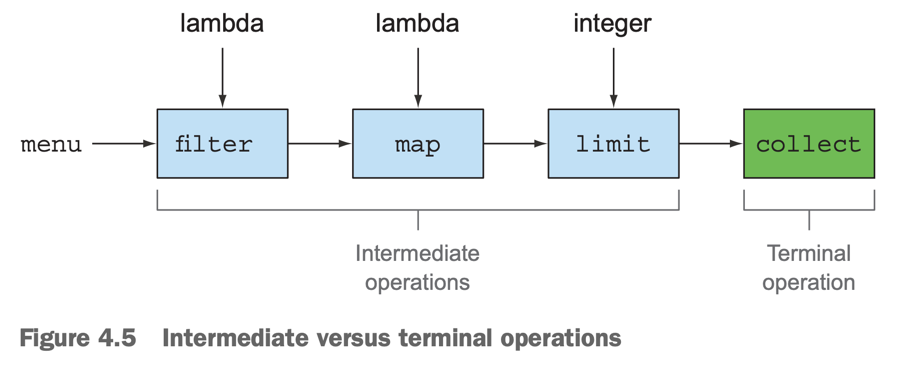 lambda lambda integer
menu filter map limit collect
Intermediate operations
Terminal operation
Figure 4.5 Intermediate versus terminal operations